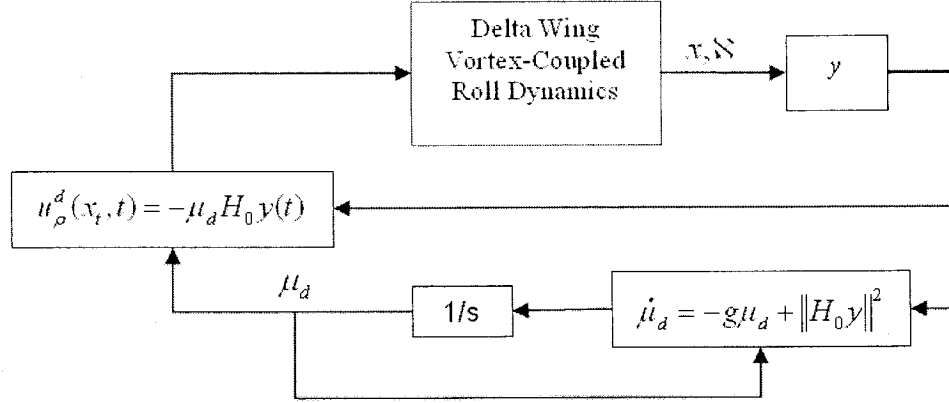 Delta Wing
Vortex-Coupled
Roll Dynamics
x,ℵ
y
u_ρ^d(x_t,t)=-μ_d H_0 y(t)
μ_d
1/s
μ̇_d = -gμ_d + ‖H_0 y‖^2